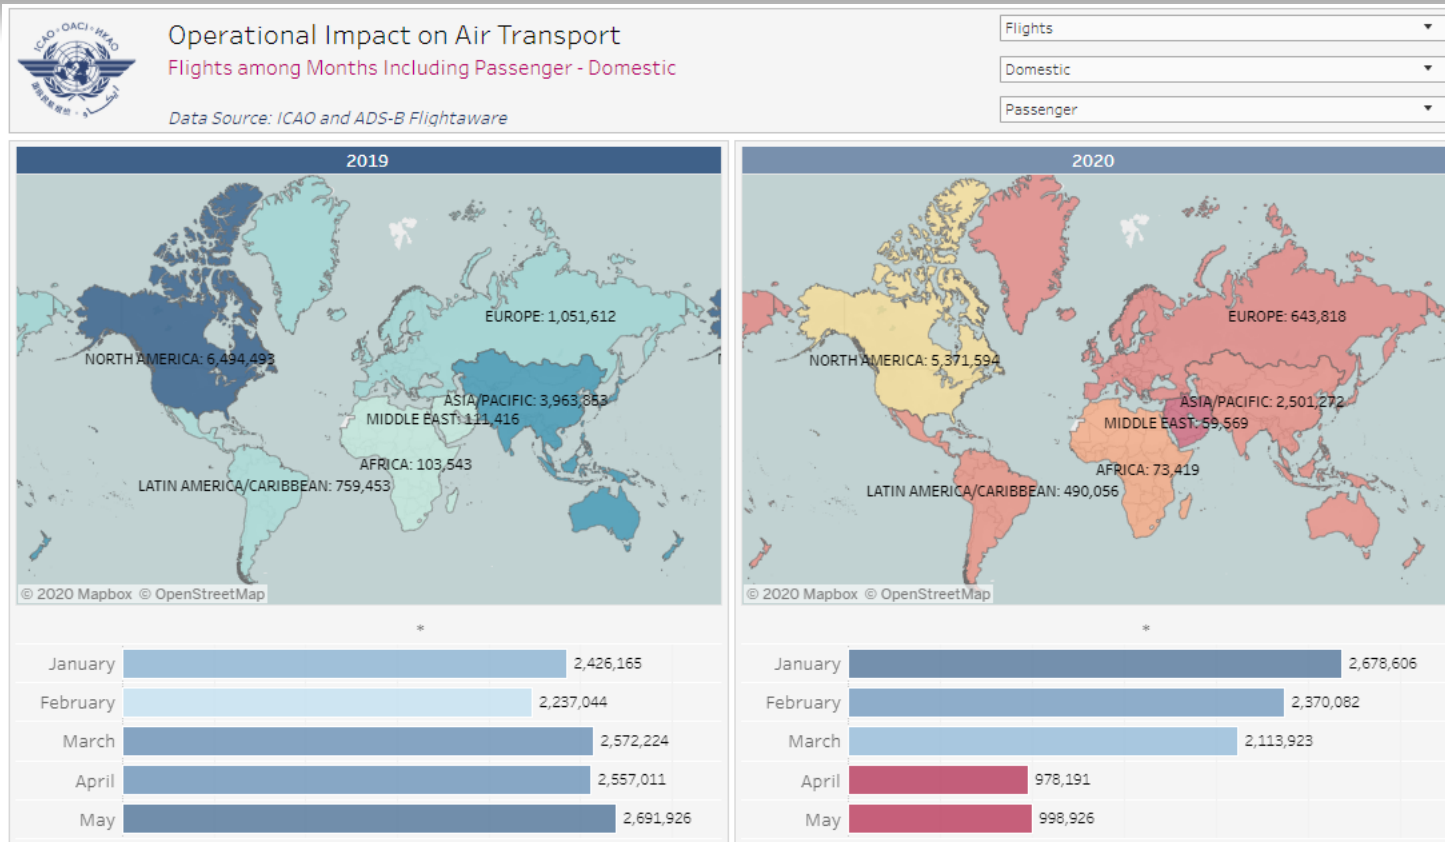 ICAO · OACI · ИКАО
Operational Impact on Air Transport
Flights among Months Including Passenger - Domestic
Data Source: ICAO and ADS-B Flightaware
Flights
Domestic
Passenger
2019
EUROPE: 1,051,612
NORTH AMERICA: 6,494,493
ASIA/PACIFIC: 3,963,853
MIDDLE EAST: 111,416
AFRICA: 103,543
LATIN AMERICA/CARIBBEAN: 759,453
© 2020 Mapbox © OpenStreetMap
*
January 2,426,165
February 2,237,044
March 2,572,224
April 2,557,011
May 2,691,926
2020
EUROPE: 643,818
NORTH AMERICA: 5,371,594
ASIA/PACIFIC: 2,501,272
MIDDLE EAST: 59,569
AFRICA: 73,419
LATIN AMERICA/CARIBBEAN: 490,056
© 2020 Mapbox © OpenStreetMap
*
January 2,678,606
February 2,370,082
March 2,113,923
April 978,191
May 998,926